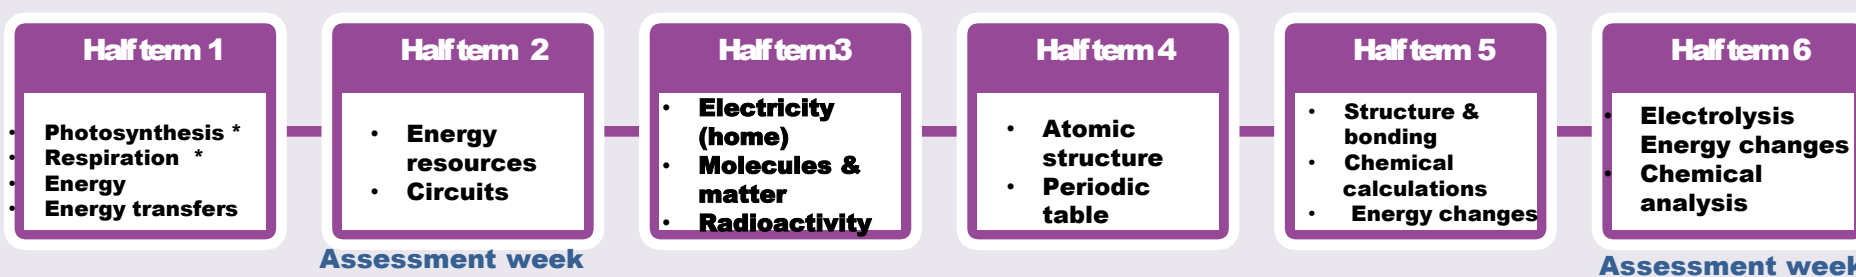 Half term 1
• Photosynthesis *
• Respiration *
• Energy
• Energy transfers
Half term 2
• Energy
resources
• Circuits
Assessment week
Half term3
• Electricity
(home)
• Molecules &
matter
• Radioactivity
Half term 4
• Atomic
structure
• Periodic
table
Half term 5
• Structure &
bonding
• Chemical
calculations
• Energy changes
Half term 6
• Electrolysis
Energy changes
• Chemical
analysis
Assessment week